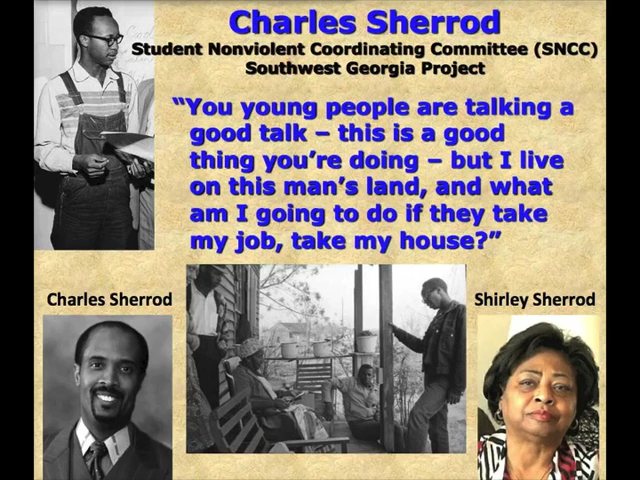 Charles Sherrod
Student Nonviolent Coordinating Committee (SNCC)
Southwest Georgia Project
“You young people are talking a
good talk – this is a good
thing you’re doing – but I live
on this man’s land, and what
am I going to do if they take
my job, take my house?”
Charles Sherrod
Shirley Sherrod